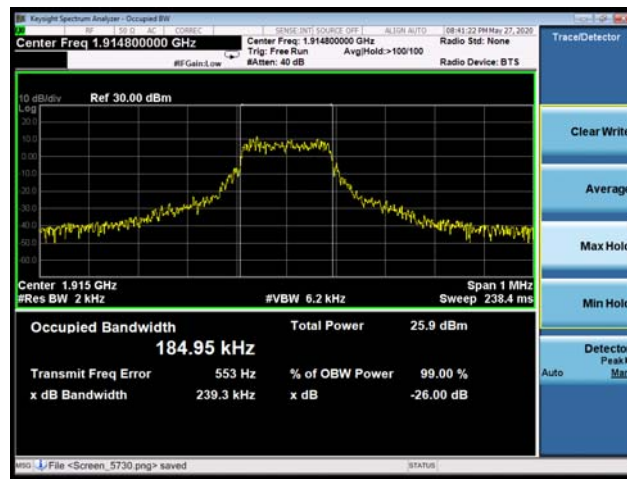 Keysight Spectrum Analyzer - Occupied BW
RF 50 Ω AC CORREC SENSE:INT SOURCE OFF ALIGN AUTO 08:41:22 PM May 27, 2020
Center Freq 1.914800000 GHz
Center Freq: 1.914800000 GHz
Radio Std: None
Trig: Free Run Avg|Hold:>100/100
#IFGain:Low #Atten: 40 dB Radio Device: BTS
Trace/Detector
10 dB/div Ref 30.00 dBm
Log
20.0
10.0
0.00
10.0
20.0
30.0
40.0
50.0
60.0
Clear Write
Average
Max Hold
Min Hold
Center 1.915 GHz Span 1 MHz
#Res BW 2 kHz #VBW 6.2 kHz Sweep 238.4 ms
Occupied Bandwidth Total Power 25.9 dBm
184.95 kHz
Transmit Freq Error 553 Hz % of OBW Power 99.00 %
x dB Bandwidth 239.3 kHz x dB -26.00 dB
Detector
Peak
Auto Man
MSG File <Screen_5730.png> saved STATUS